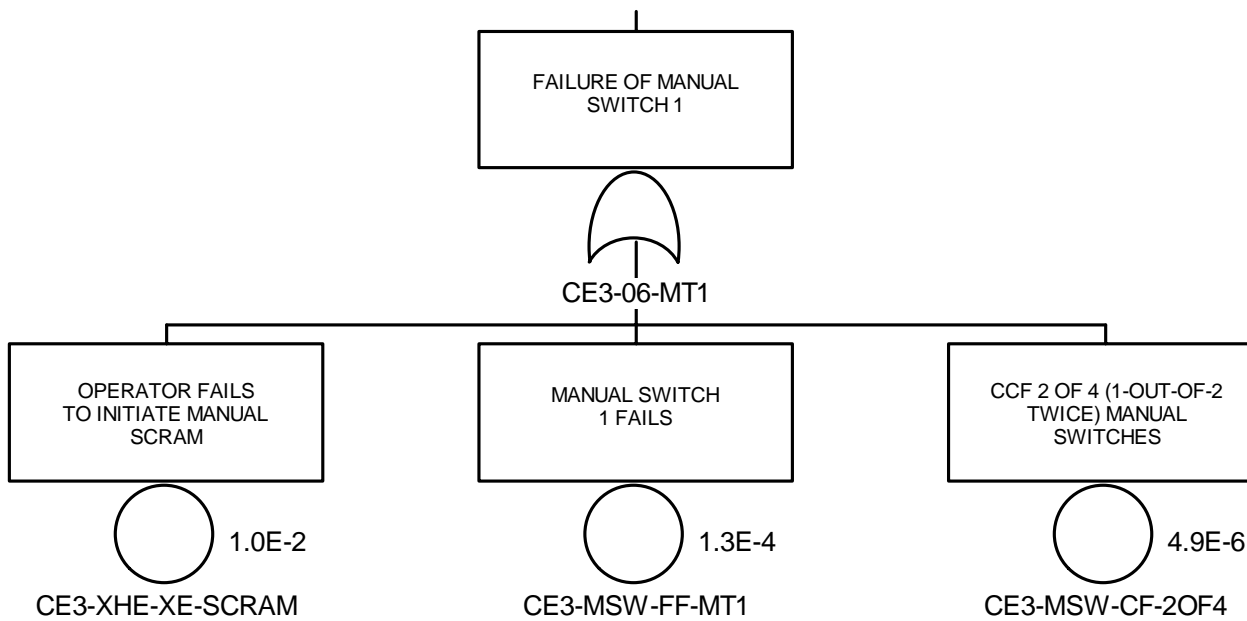 FAILURE OF MANUAL
SWITCH 1
CE3-06-MT1
OPERATOR FAILS
TO INITIATE MANUAL
SCRAM
1.0E-2
CE3-XHE-XE-SCRAM
MANUAL SWITCH
1 FAILS
1.3E-4
CE3-MSW-FF-MT1
CCF 2 OF 4 (1-OUT-OF-2
TWICE) MANUAL
SWITCHES
4.9E-6
CE3-MSW-CF-2OF4